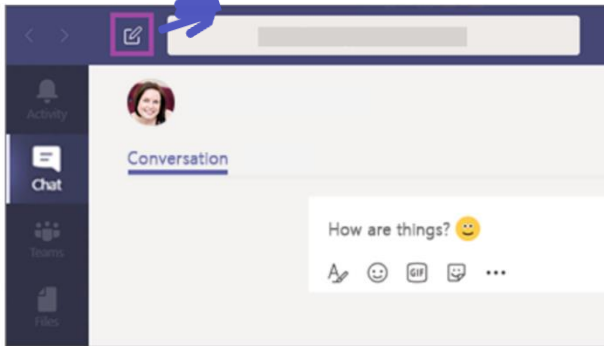 Activity
Conversation
Chat
How are things?
Teams
GIF
Files